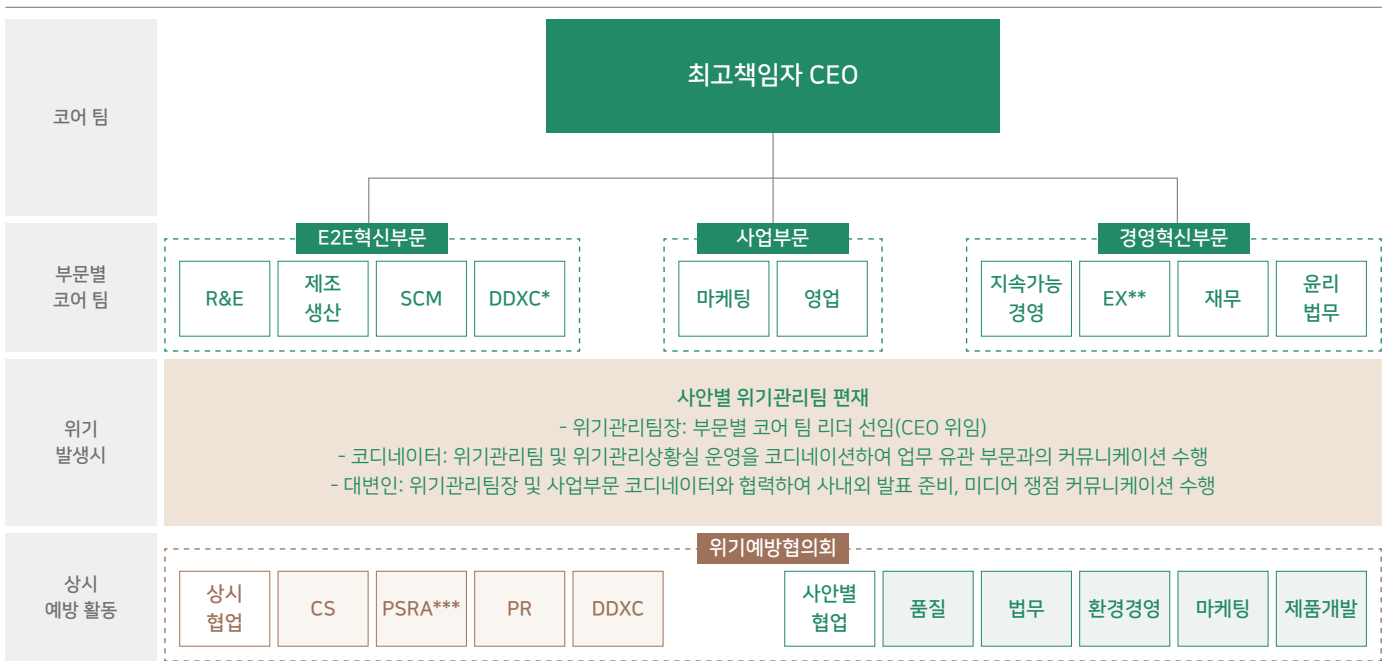 코어 팀
최고책임자 CEO
부문별
코어 팀
E2E혁신부문
R&E
제조
생산
SCM
DDXC*
사업부문
마케팅
영업
경영혁신부문
지속가능
경영
EX**
재무
윤리
법무
위기
발생시
사안별 위기관리팀 편재
- 위기관리팀장: 부문별 코어 팀 리더 선임(CEO 위임)
- 코디네이터: 위기관리팀 및 위기관리상황실 운영을 코디네이션하여 업무 유관 부문과의 커뮤니케이션 수행
- 대변인: 위기관리팀장 및 사업부문 코디네이터와 협력하여 사내외 발표 준비, 미디어 쟁점 커뮤니케이션 수행
상시
예방 활동
위기예방협의회
상시
협업
CS
PSRA***
PR
DDXC
사안별
협업
품질
법무
환경경영
마케팅
제품개발